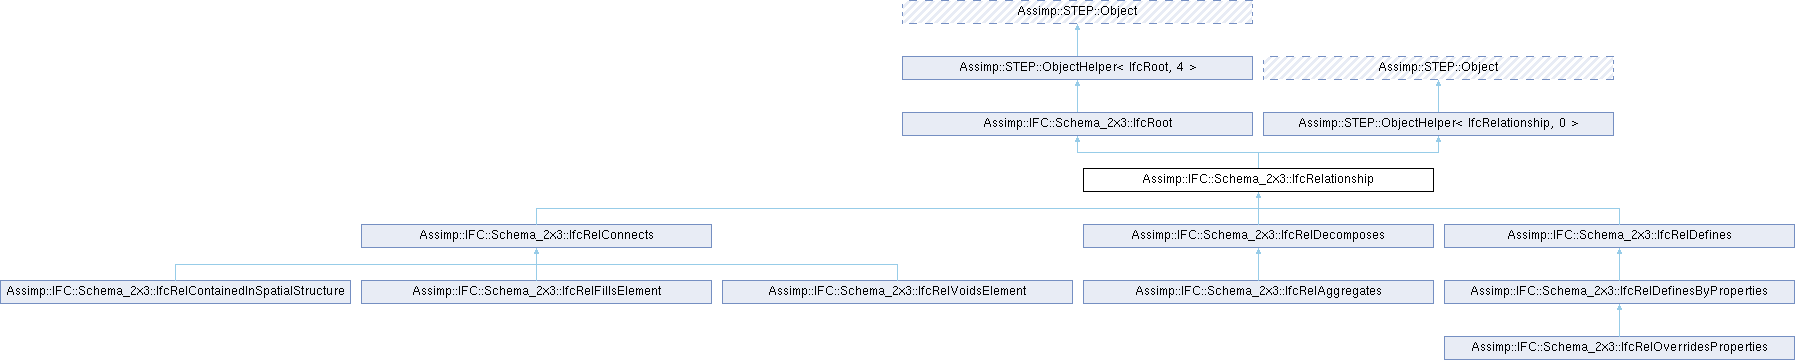 Assimp::STEP::Object
Assimp::STEP::ObjectHelper< IfcRoot, 4 >
Assimp::STEP::Object
Assimp::IFC::Schema_2x3::IfcRoot
Assimp::STEP::ObjectHelper< IfcRelationship, 0 >
Assimp::IFC::Schema_2x3::IfcRelationship
Assimp::IFC::Schema_2x3::IfcRelConnects
Assimp::IFC::Schema_2x3::IfcRelDecomposes
Assimp::IFC::Schema_2x3::IfcRelDefines
Assimp::IFC::Schema_2x3::IfcRelContainedInSpatialStructure
Assimp::IFC::Schema_2x3::IfcRelFillsElement
Assimp::IFC::Schema_2x3::IfcRelVoidsElement
Assimp::IFC::Schema_2x3::IfcRelAggregates
Assimp::IFC::Schema_2x3::IfcRelDefinesByProperties
Assimp::IFC::Schema_2x3::IfcRelOverridesProperties